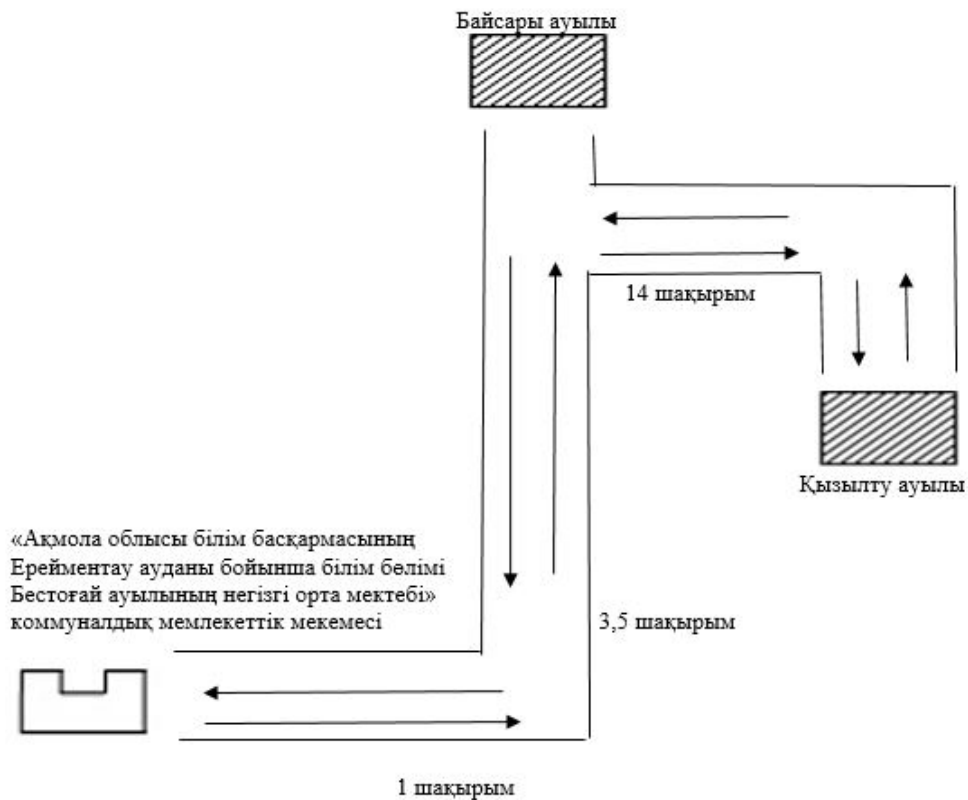 Байсары ауылы
14 шақырым
Қызылту ауылы
«Ақмола облысы білім басқармасының
Ерейментау ауданы бойынша білім бөлімі
Бестоғай ауылының негізгі орта мектебі»
коммуналдық мемлекеттік мекемесі
3,5 шақырым
1 шақырым